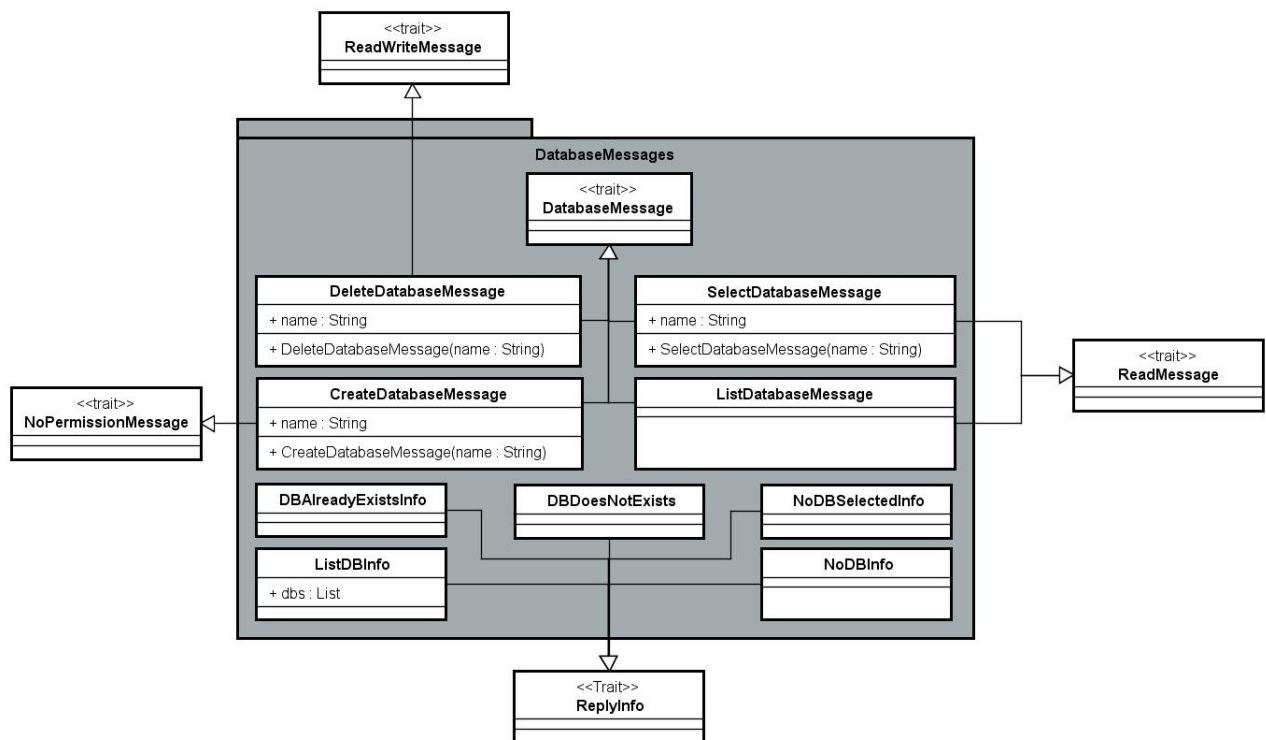 <<trait>>
ReadWriteMessage
DatabaseMessages
<<trait>>
DatabaseMessage
DeleteDatabaseMessage
+ name : String
+ DeleteDatabaseMessage(name : String)
SelectDatabaseMessage
+ name : String
+ SelectDatabaseMessage(name : String)
<<trait>>
ReadMessage
<<trait>>
NoPermissionMessage
CreateDatabaseMessage
+ name : String
+ CreateDatabaseMessage(name : String)
ListDatabaseMessage
DBAlreadyExistsInfo
DBDoesNotExists
NoDBSelectedInfo
ListDBInfo
+ dbs : List
NoDBInfo
<<Trait>>
ReplyInfo